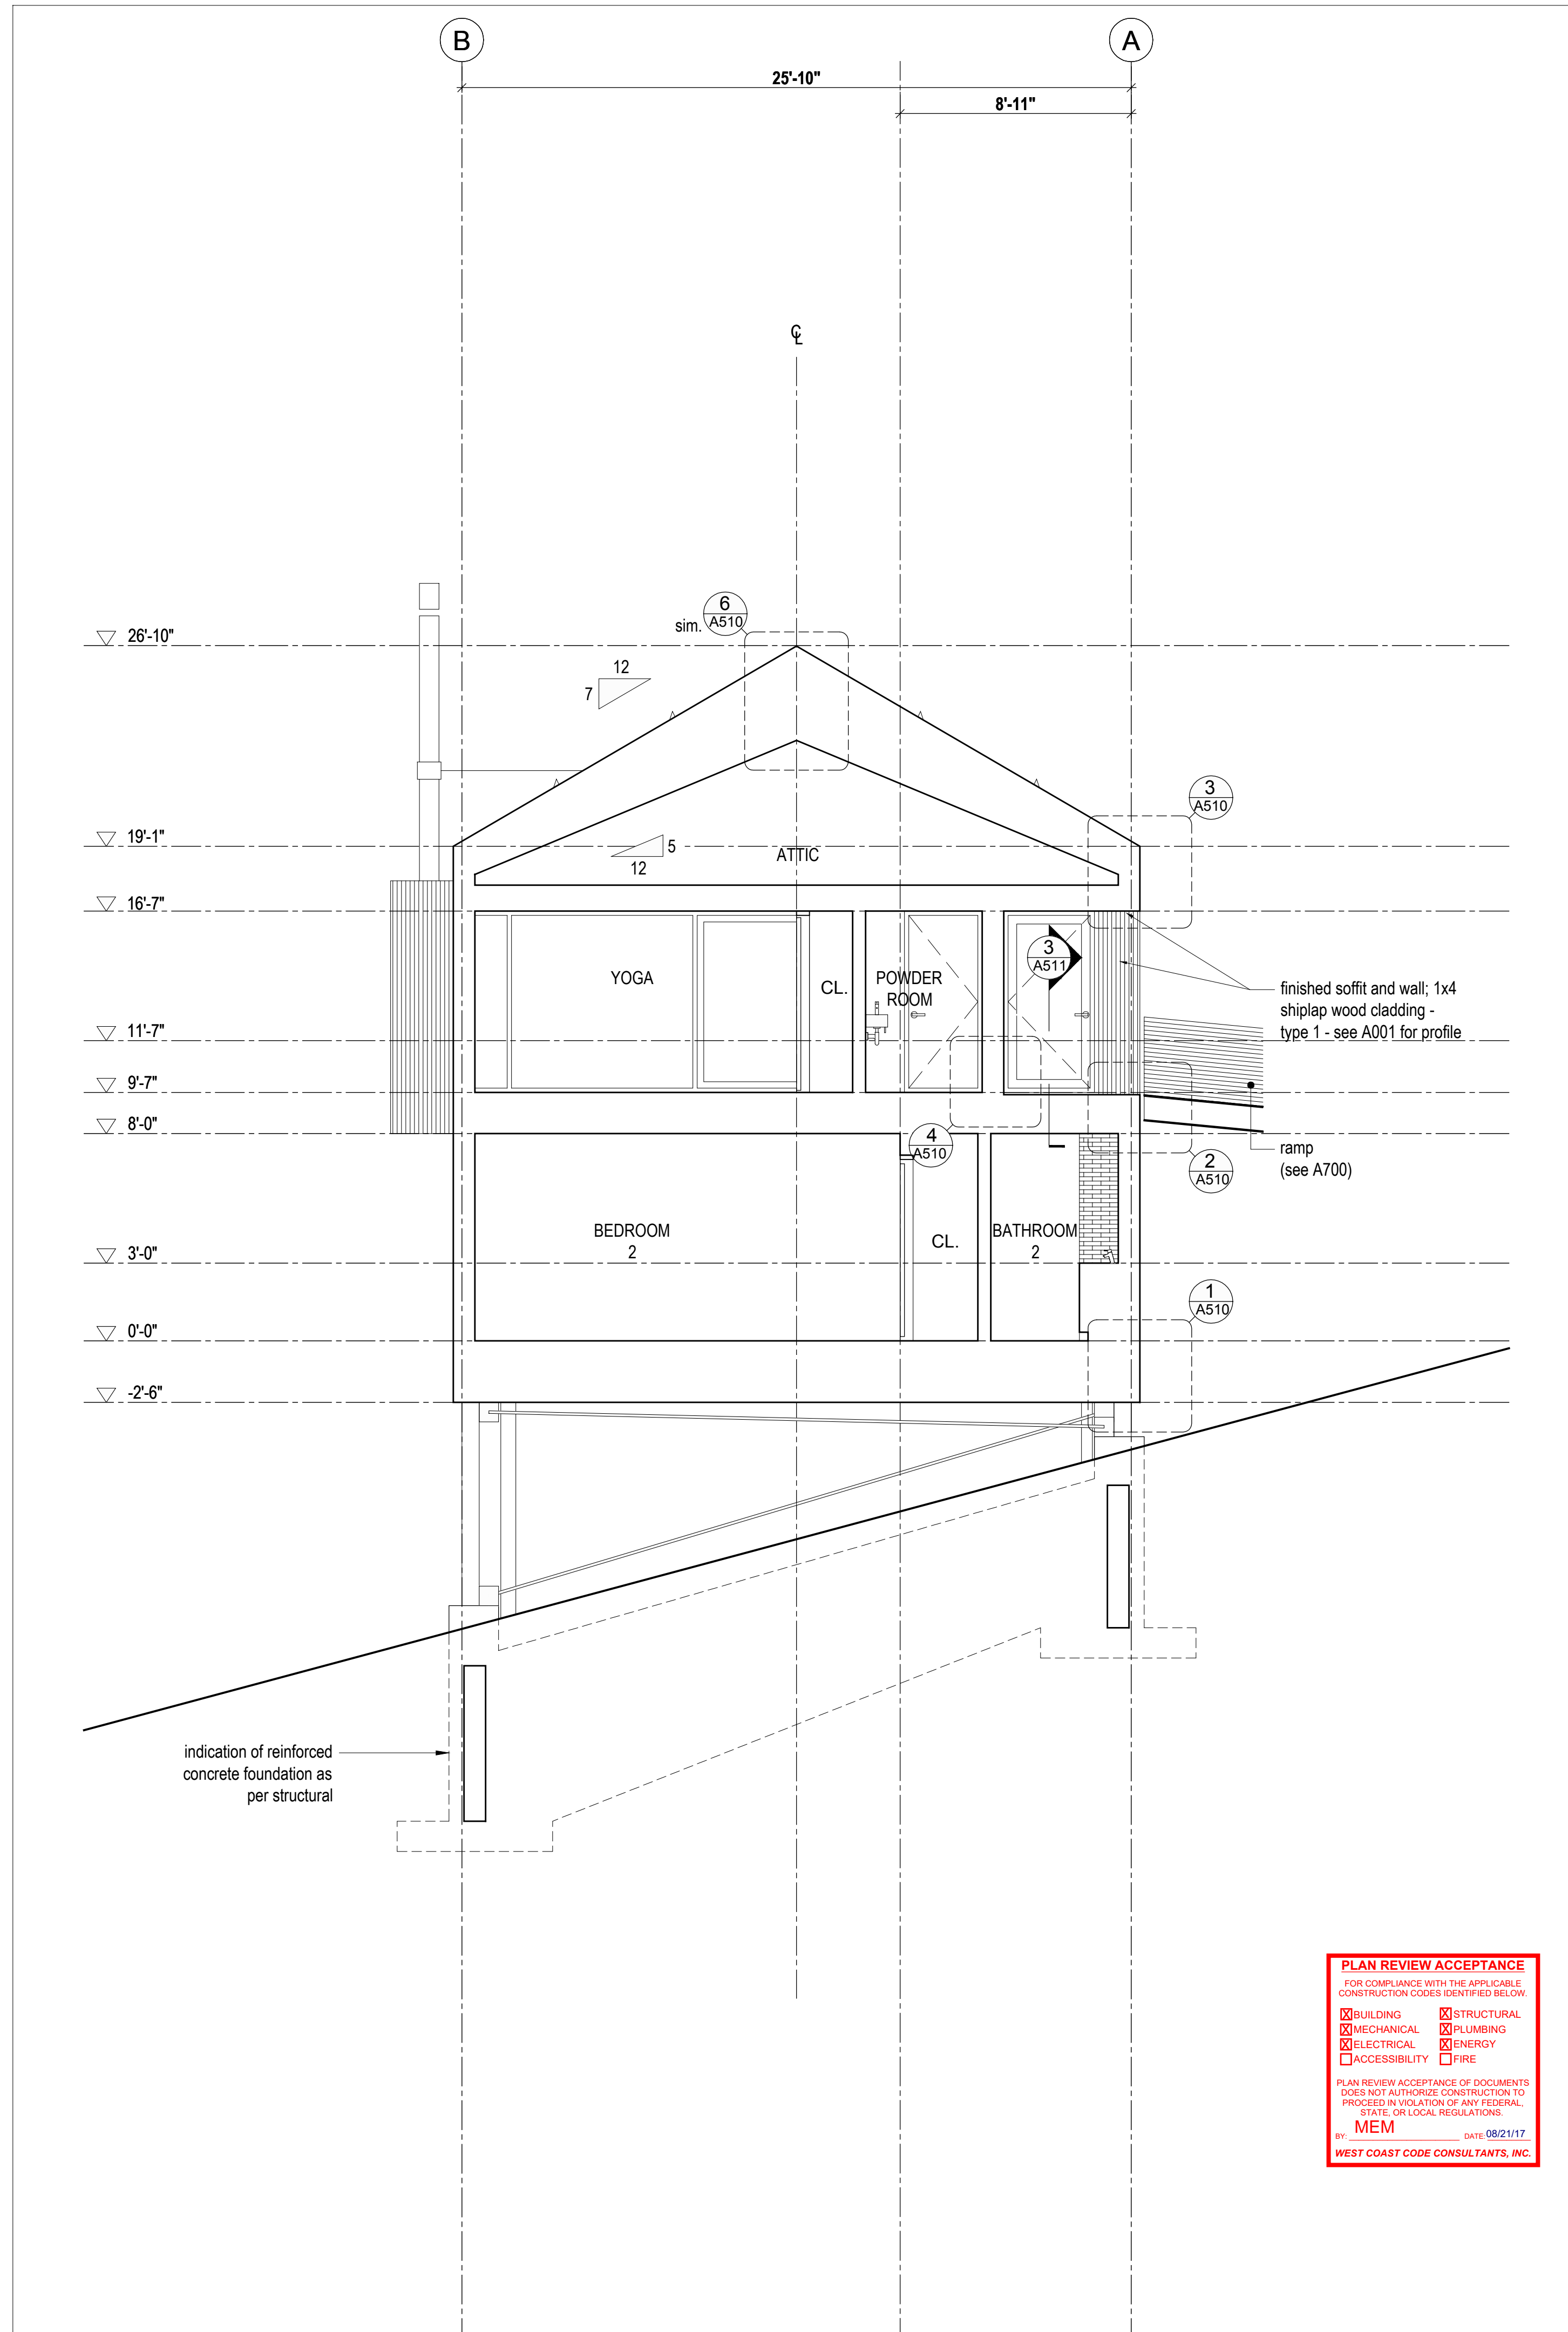 B
A
25'-10"
8'-11"
℄
6
A510
sim.
26'-10"
12
7
3
A510
19'-1"
5
12
ATTIC
16'-7"
YOGA
CL.
POWDER
ROOM
3
A511
finished soffit and wall; 1x4
shiplap wood cladding -
type 1 - see A001 for profile
11'-7"
9'-7"
8'-0"
4
A510
ramp
(see A700)
2
A510
BEDROOM
2
CL.
BATHROOM
2
3'-0"
1
A510
0'-0"
-2'-6"
indication of reinforced
concrete foundation as
per structural
PLAN REVIEW ACCEPTANCE
FOR COMPLIANCE WITH THE APPLICABLE
CONSTRUCTION CODES IDENTIFIED BELOW.
X BUILDING X STRUCTURAL
X MECHANICAL X PLUMBING
X ELECTRICAL X ENERGY
ACCESSIBILITY FIRE
PLAN REVIEW ACCEPTANCE OF DOCUMENTS
DOES NOT AUTHORIZE CONSTRUCTION TO
PROCEED IN VIOLATION OF ANY FEDERAL,
STATE, OR LOCAL REGULATIONS.
BY: MEM DATE: 08/21/17
WEST COAST CODE CONSULTANTS, INC.